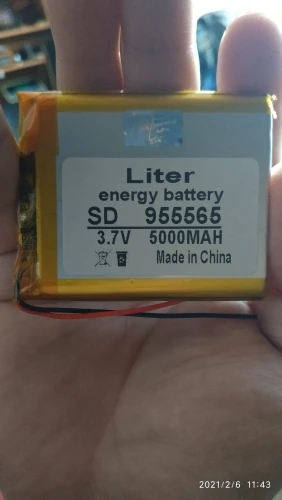 Liter
energy battery
SD 955565
3.7V 5000MAH
Made in China
2021/2/6 11:43